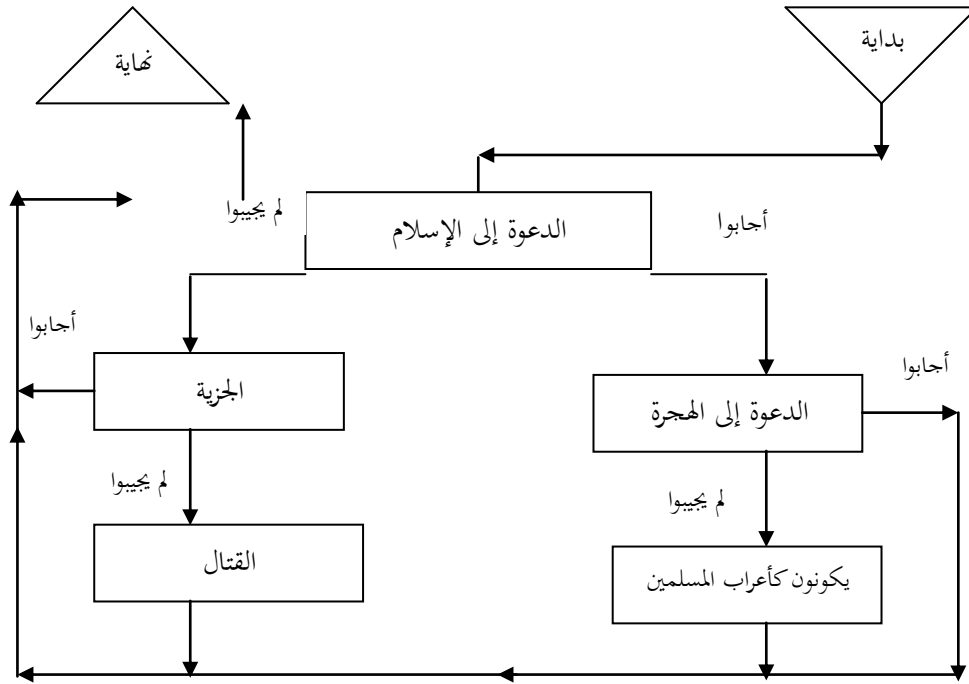 بداية
نهاية
الدعوة إلى الإسلام
أجابوا
لم يجيبوا
الدعوة إلى الهجرة
أجابوا
لم يجيبوا
يكونون كأعراب المسلمين
الجزية
أجابوا
لم يجيبوا
القتال